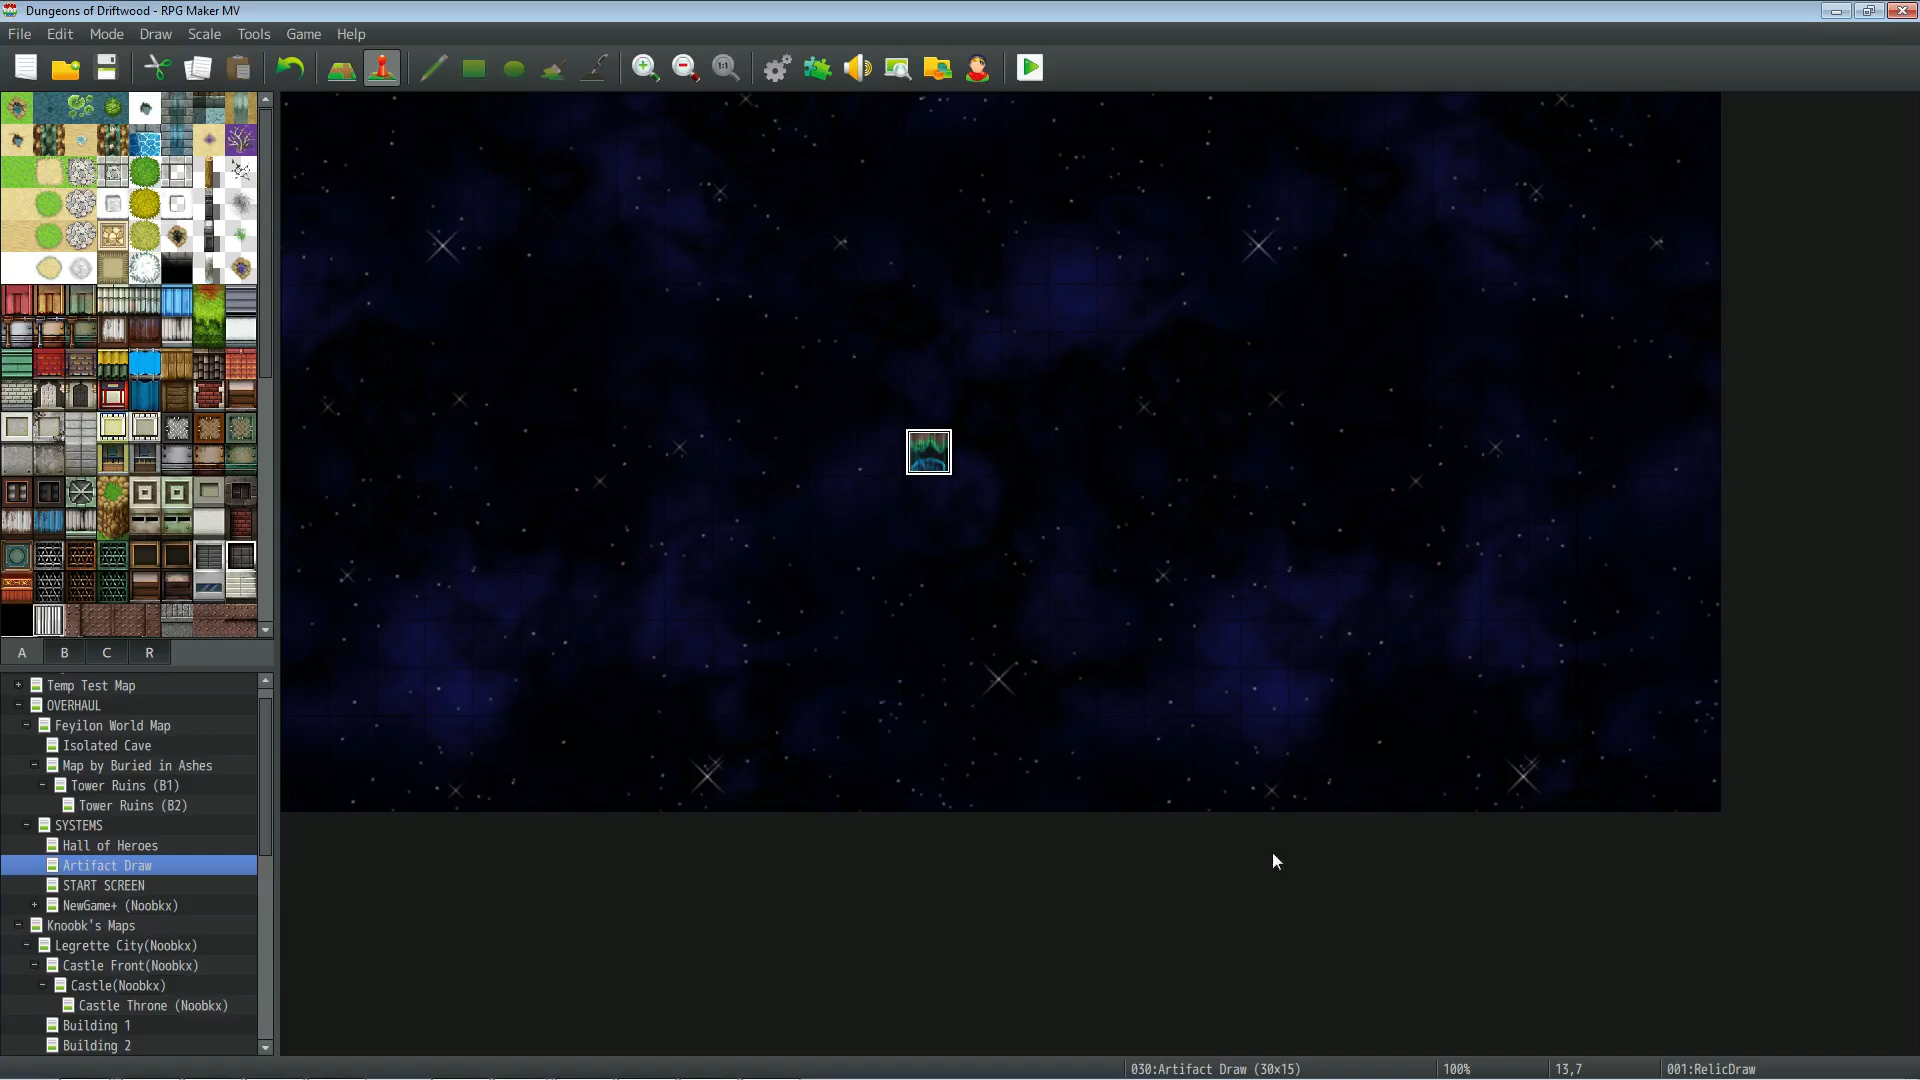 Dungeons of Driftwood - RPG Maker MV
File Edit Mode Draw Scale Tools Game Help
1:1
A B C R
Temp Test Map
OVERHAUL
Feyilon World Map
Isolated Cave
Map by Buried in Ashes
Tower Ruins (B1)
Tower Ruins (B2)
SYSTEMS
Hall of Heroes
Artifact Draw
START SCREEN
NewGame+ (Noobkx)
Knoobk's Maps
Legrette City(Noobkx)
Castle Front(Noobkx)
Castle(Noobkx)
Castle Throne (Noobkx)
Building 1
Building 2
030:Artifact Draw (30x15) 100% 13,7 001:RelicDraw